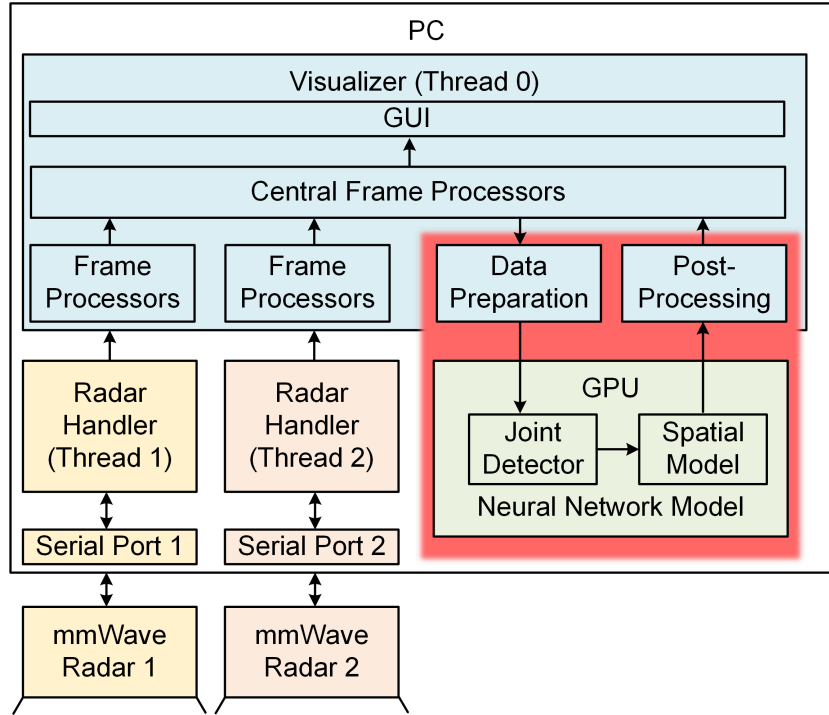 PC
Visualizer (Thread 0)
GUI
Central Frame Processors
Frame
Processors
Frame
Processors
Data
Preparation
Post-
Processing
Radar
Handler
(Thread 1)
Radar
Handler
(Thread 2)
GPU
Joint
Detector
Spatial
Model
Neural Network Model
Serial Port 1
Serial Port 2
mmWave
Radar 1
mmWave
Radar 2